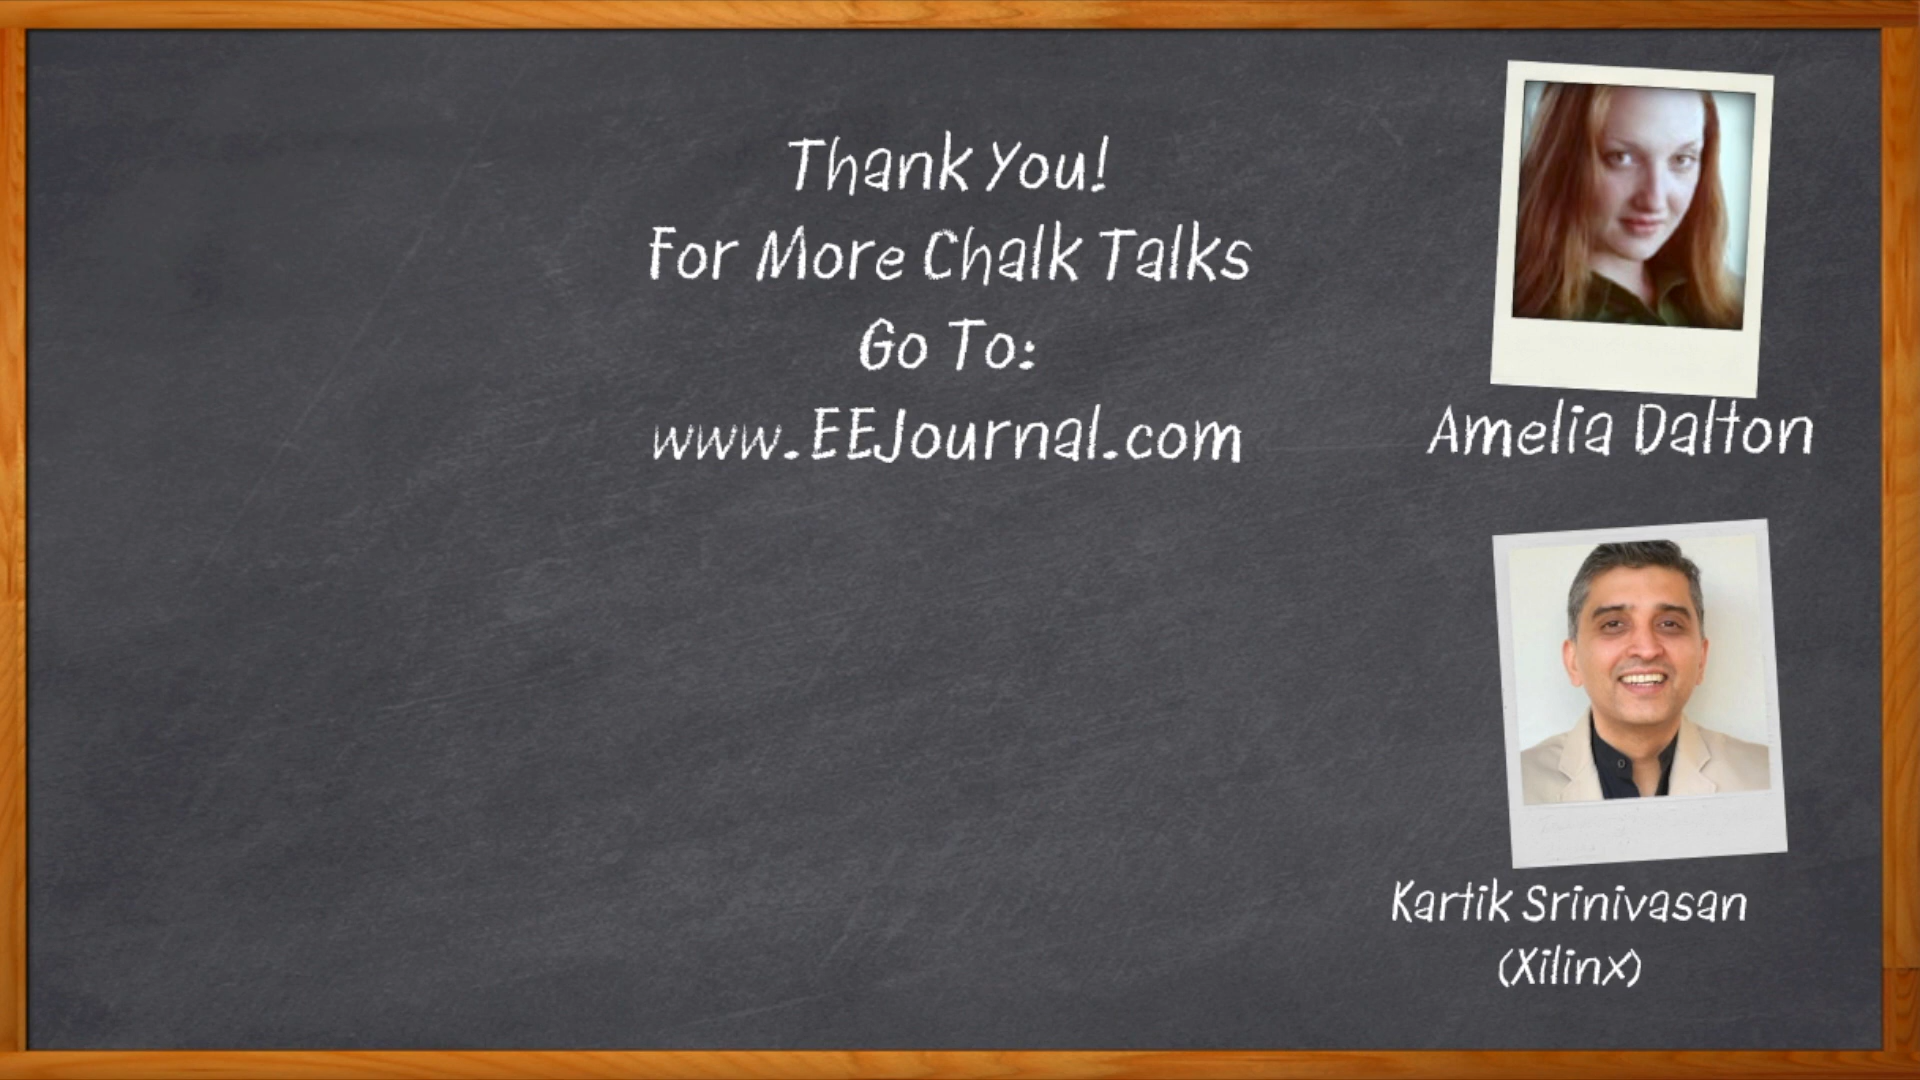 Thank You!
For More Chalk Talks
Go To:
www.EEJournal.com
Amelia Dalton
Kartik Srinivasan
(Xilinx)